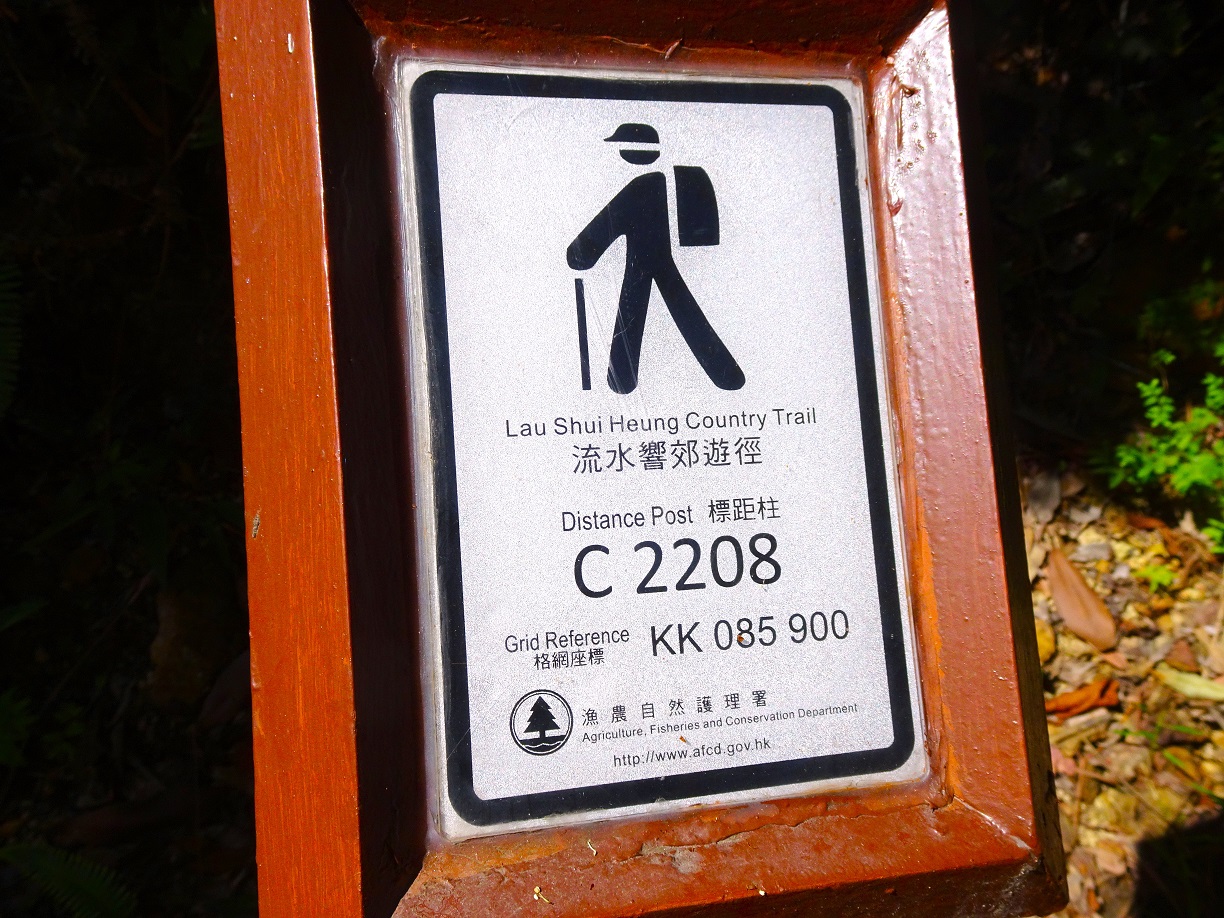 Lau Shui Heung Country Trail
流水響郊遊徑
Distance Post 標距柱
C 2208
Grid Reference KK 085 900
格網座標
漁農自然護理署
Agriculture, Fisheries and Conservation Department
http://www.afcd.gov.hk